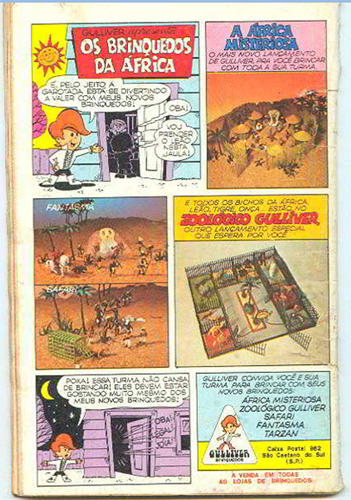 GULLIVER apresenta
OS BRINQUEDOS
DA ÁFRICA
E, PELO JEITO A
GAROTADA ESTÁ SE DIVERTINDO
A VALER COM MEUS NOVOS
BRINQUEDOS!
OBA!
VOU
PRENDER
O LEÃO
NESTA
JAULA!
A ÁFRICA
MISTERIOSA
O MAIS NOVO LANÇAMENTO
DE GULLIVER, PRA VOCÊ BRINCAR
COM TODA A SUA TURMA.
FANTASMA
SAFARI
E TODOS OS BICHOS DA ÁFRICA,
LEÃO, TIGRE, ONÇA... ESTÃO NO
ZOOLÓGICO GULLIVER,
OUTRO LANÇAMENTO ESPECIAL
QUE ESPERA POR VOCÊ.
POXA! ESSA TURMA NÃO CANSA
DE BRINCAR! ELES DEVEM ESTAR
GOSTANDO MUITO MESMO DOS
MEUS NOVOS BRINQUEDOS!
OBA!
GULLIVER CONVIDA VOCÊ E SUA
TURMA PARA BRINCAR COM SEUS
NOVOS BRINQUEDOS:
ÁFRICA MISTERIOSA
ZOOLÓGICO GULLIVER
SAFARI
FANTASMA
TARZAN
GULLIVER
BRINQUEDOS
Caixa Postal 962
São Caetano do Sul
(S.P.)
À VENDA EM TODAS
AS LOJAS DE BRINQUEDOS.